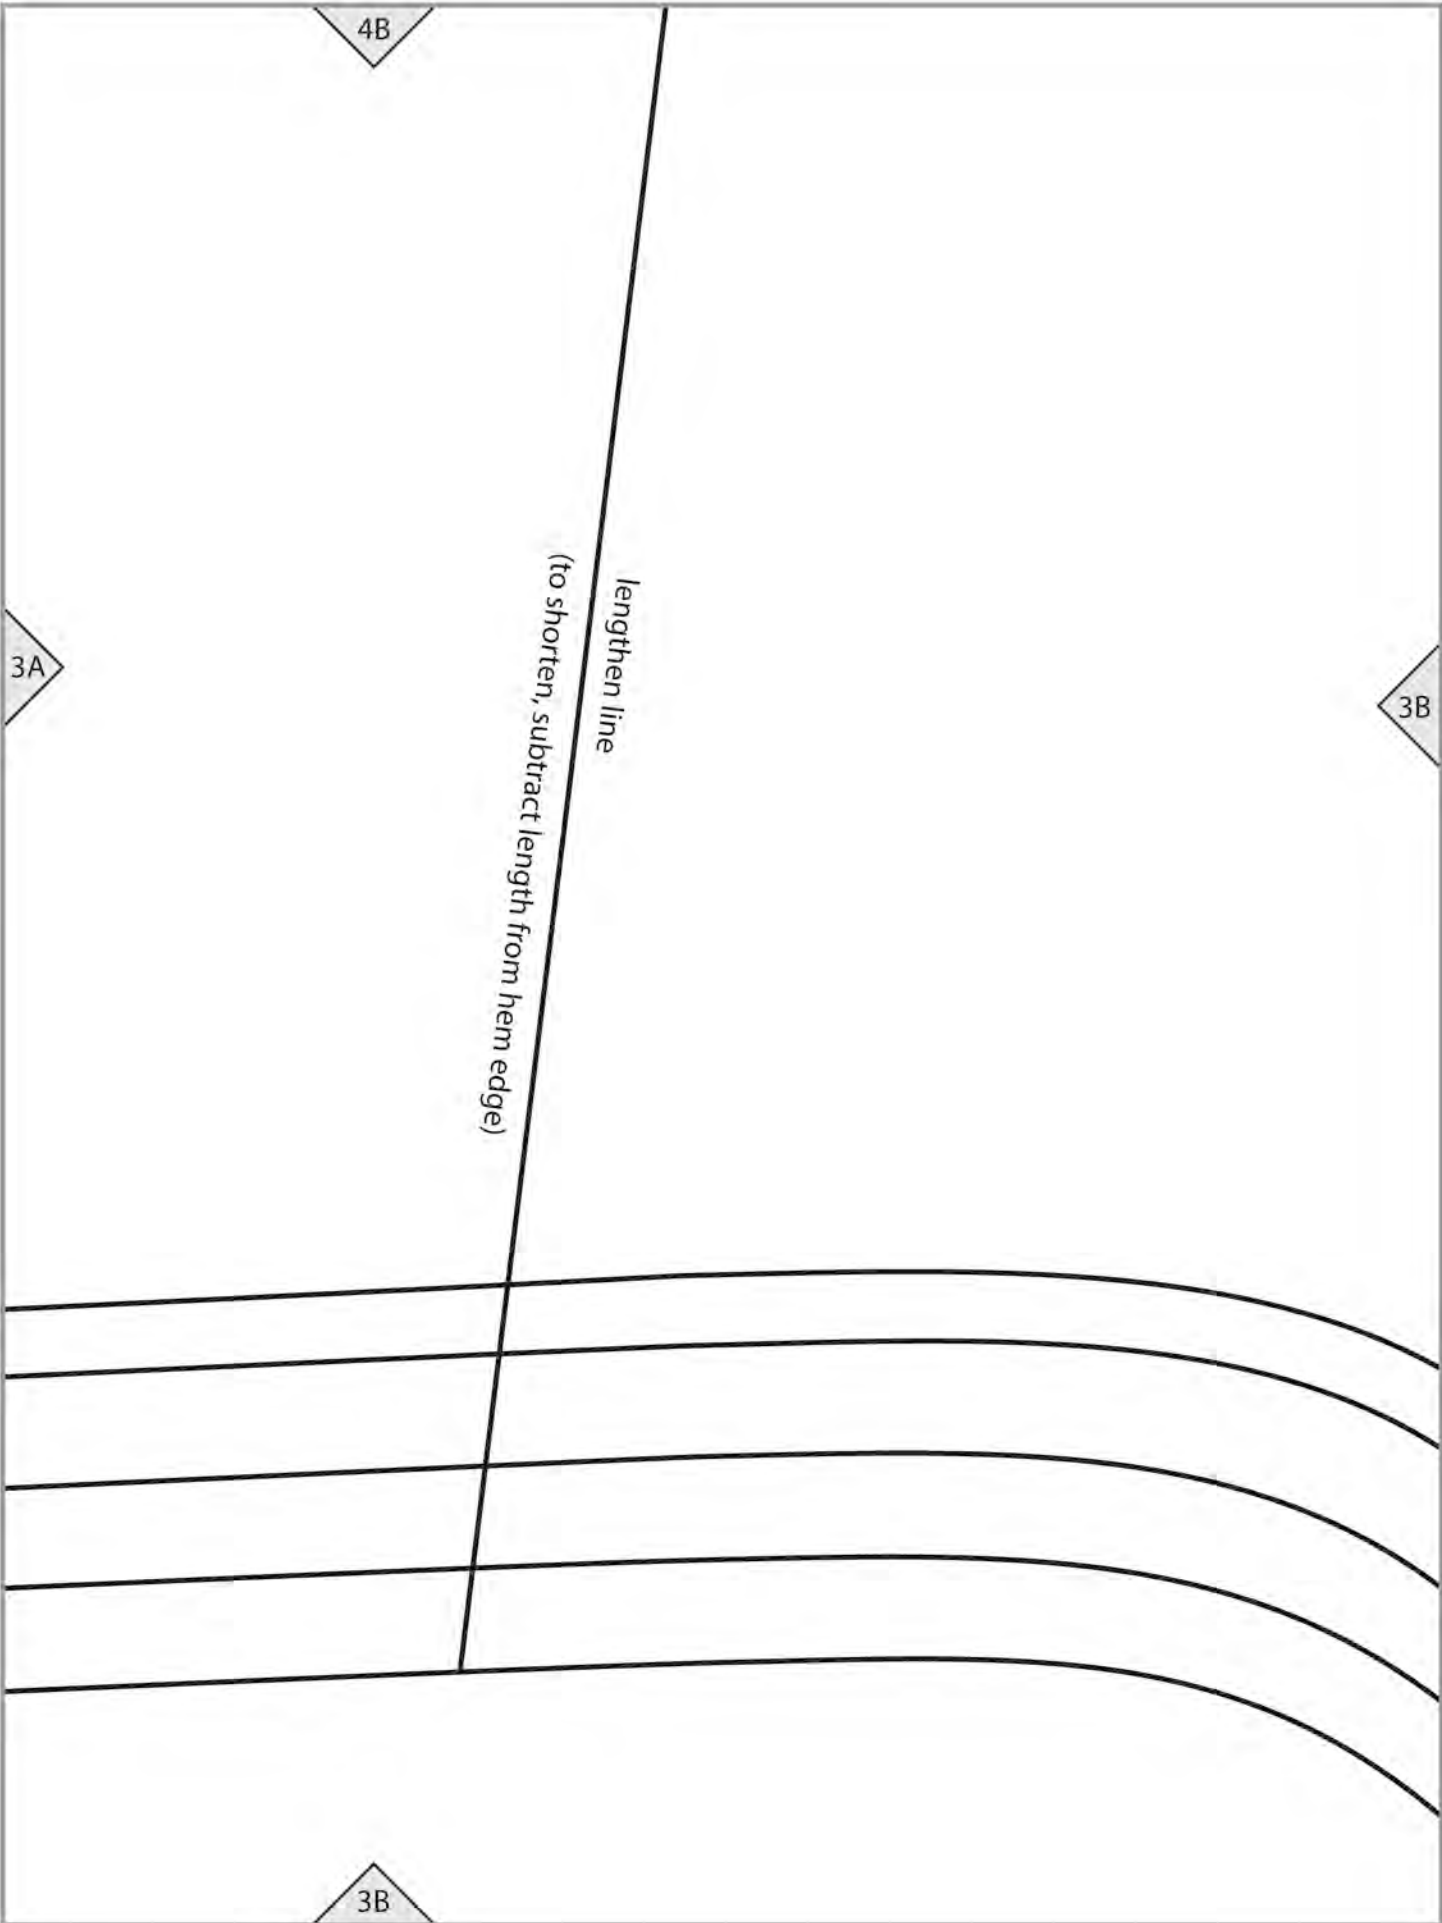 4B
3A
lengthen line
(to shorten, subtract length from hem edge)
3B
3B